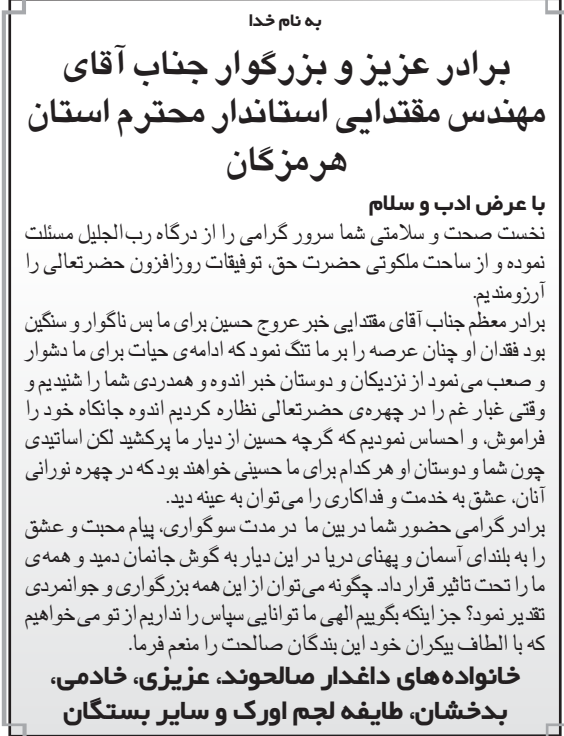 به نام خدا
برادر عزیز و بزرگوار جناب آقای
مهندس مقتدایی استاندار محترم استان
هرمزگان
با عرض ادب و سلام
نخست صحت و سلامتی شما سرور گرامی را از درگاه رب‌الجلیل مسئلت
نموده و از ساحت ملکوتی حضرت حق، توفیقات روزافزون حضرتعالی را
آرزومندیم.
برادر معظم جناب آقای مقتدایی خبر عروج حسین برای ما بس ناگوار و سنگین
بود فقدان او چنان عرصه را بر ما تنگ نمود که ادامه‌ی حیات برای ما دشوار
و صعب می‌نمود از نزدیکان و دوستان خبر اندوه و همدردی شما را شنیدیم و
وقتی غبار غم را در چهره‌ی حضرتعالی نظاره کردیم اندوه جانکاه خود را
فراموش، و احساس نمودیم که گرچه حسین از دیار ما پرکشید لکن اساتیدی
چون شما و دوستان او هر کدام برای ما حسینی خواهند بود که در چهره نورانی
آنان، عشق به خدمت و فداکاری را می‌توان به عینه دید.
برادر گرامی حضور شما در بین ما در مدت سوگواری، پیام محبت و عشق
را به بلندای آسمان و پهنای دریا در این دیار به گوش جانمان دمید و همه‌ی
ما را تحت تاثیر قرار داد. چگونه می‌توان از این همه بزرگواری و جوانمردی
تقدیر نمود؟ جز اینکه بگوییم الهی ما توانایی سپاس را نداریم از تو می‌خواهیم
که با الطاف بیکران خود این بندگان صالحت را منعم فرما.
خانواده‌های داغدار صالحوند، عزیزی، خادمی،
بدخشان، طایفه لجم اورک و سایر بستگان